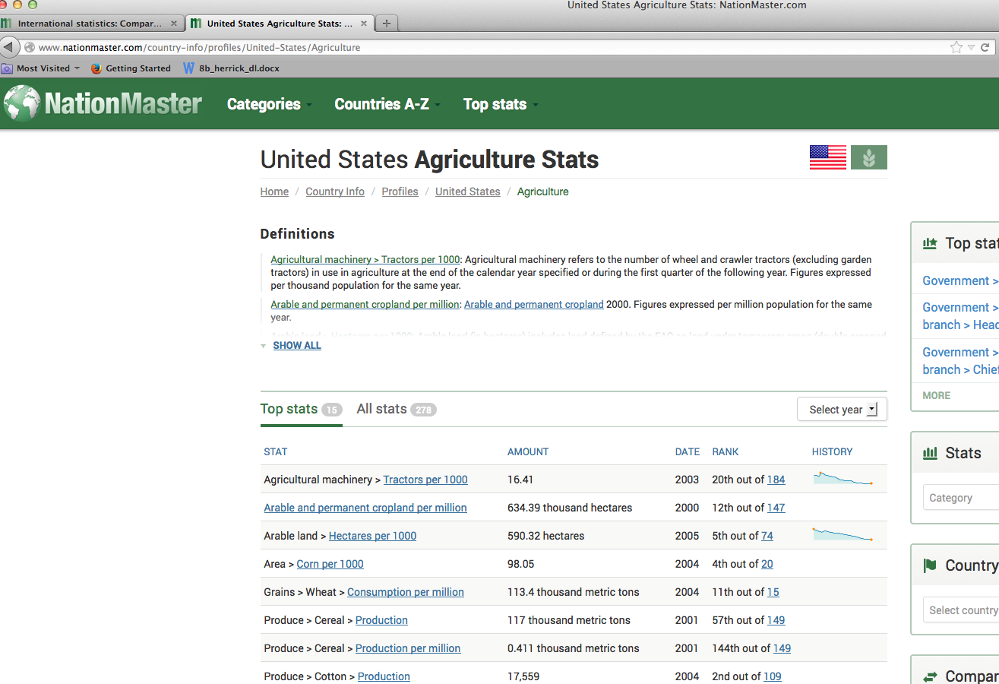 United States Agriculture Stats: NationMaster.com
International statistics: Compar...
United States Agriculture Stats: ...
www.nationmaster.com/country-info/profiles/United-States/Agriculture
Most Visited
Getting Started
8b_herrick_dl.docx
NationMaster
Categories
Countries A-Z
Top stats
United States Agriculture Stats
Home / Country Info / Profiles / United States / Agriculture
Definitions
Agricultural machinery > Tractors per 1000: Agricultural machinery refers to the number of wheel and crawler tractors (excluding garden
tractors) in use in agriculture at the end of the calendar year specified or during the first quarter of the following year. Figures expressed
per thousand population for the same year.
Arable and permanent cropland per million: Arable and permanent cropland 2000. Figures expressed per million population for the same
year.
SHOW ALL
Top stats 15 All stats 278
Select year
STAT AMOUNT DATE RANK HISTORY
Agricultural machinery > Tractors per 1000 16.41 2003 20th out of 184
Arable and permanent cropland per million 634.39 thousand hectares 2000 12th out of 147
Arable land > Hectares per 1000 590.32 hectares 2005 5th out of 74
Area > Corn per 1000 98.05 2004 4th out of 20
Grains > Wheat > Consumption per million 113.4 thousand metric tons 2004 11th out of 15
Produce > Cereal > Production 117 thousand metric tons 2001 57th out of 149
Produce > Cereal > Production per million 0.411 thousand metric tons 2001 144th out of 149
Produce > Cotton > Production 17,559 2004 2nd out of 109
Top stat
Government >
Government >
branch > Head
Government >
branch > Chief
MORE
Stats
Category
Country
Select country
Compar